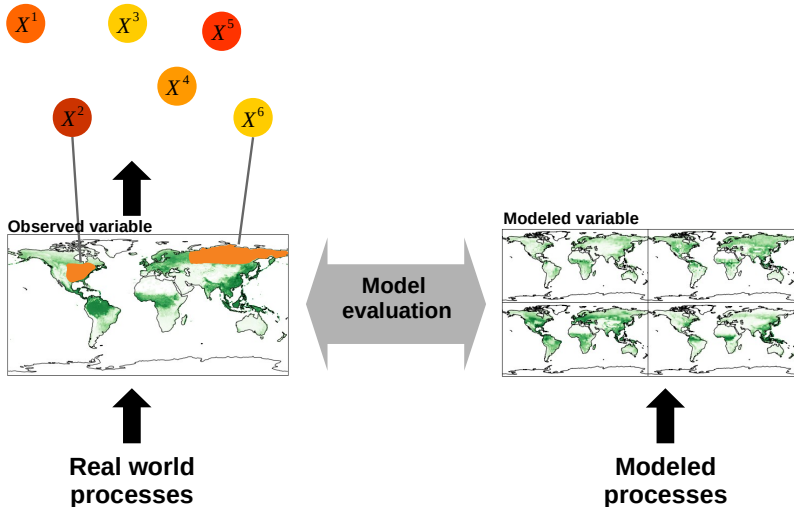 X¹
X³
X⁵
X⁴
X²
X⁶
Observed variable
Modeled variable
Model
evaluation
Real world
processes
Modeled
processes